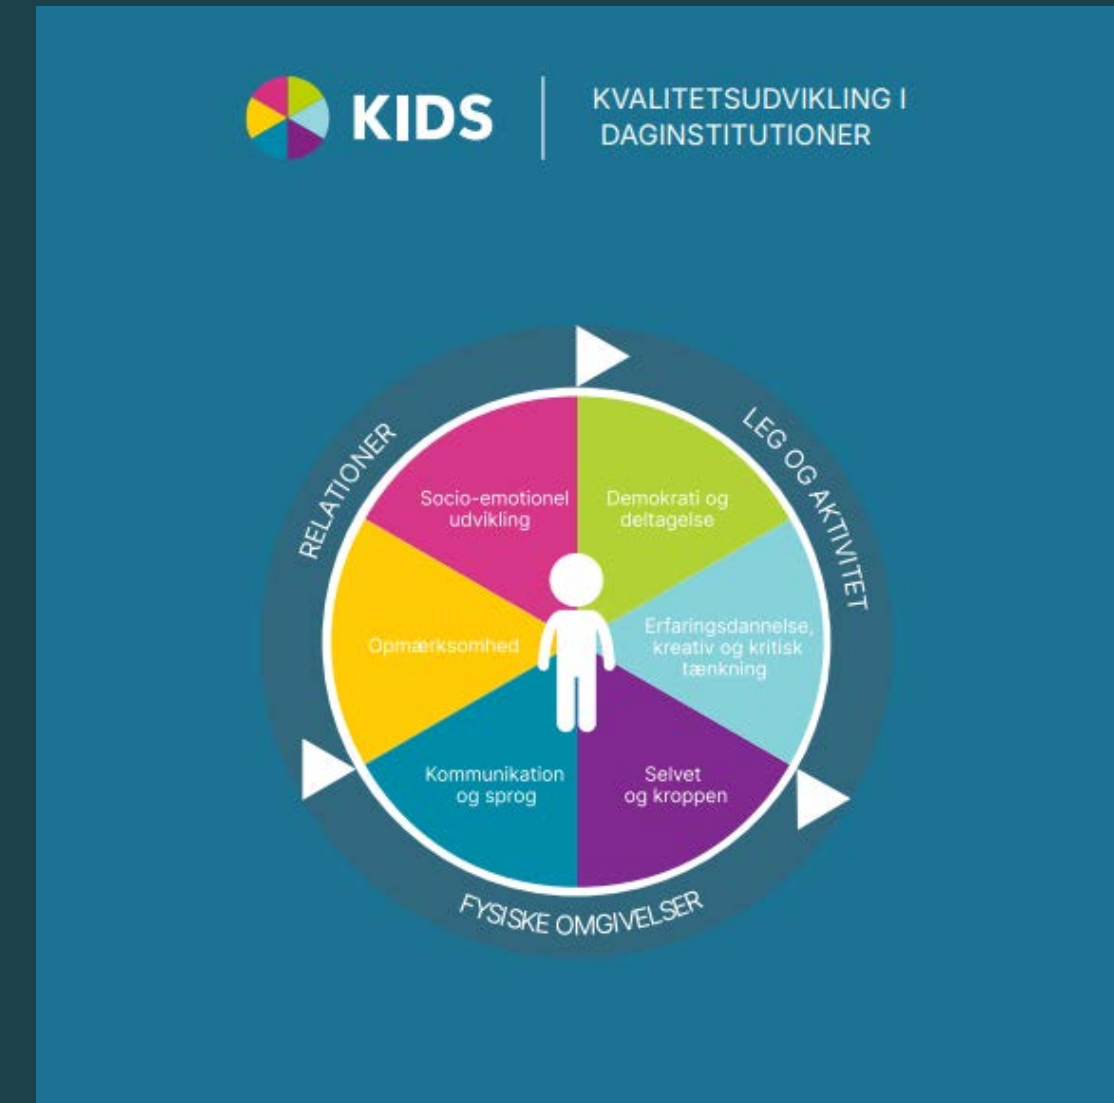 KIDS
KVALITETSUDVIKLING I
DAGINSTITUTIONER
RELATIONER
LEG OG AKTIVITET
Socio-emotionel
udvikling
Demokrati og
deltagelse
Opmærksomhed
Erfaringsdannelse,
kreativ og kritisk
tænkning
Kommunikation
og sprog
Selvet
og kroppen
FYSISKE OMGIVELSER